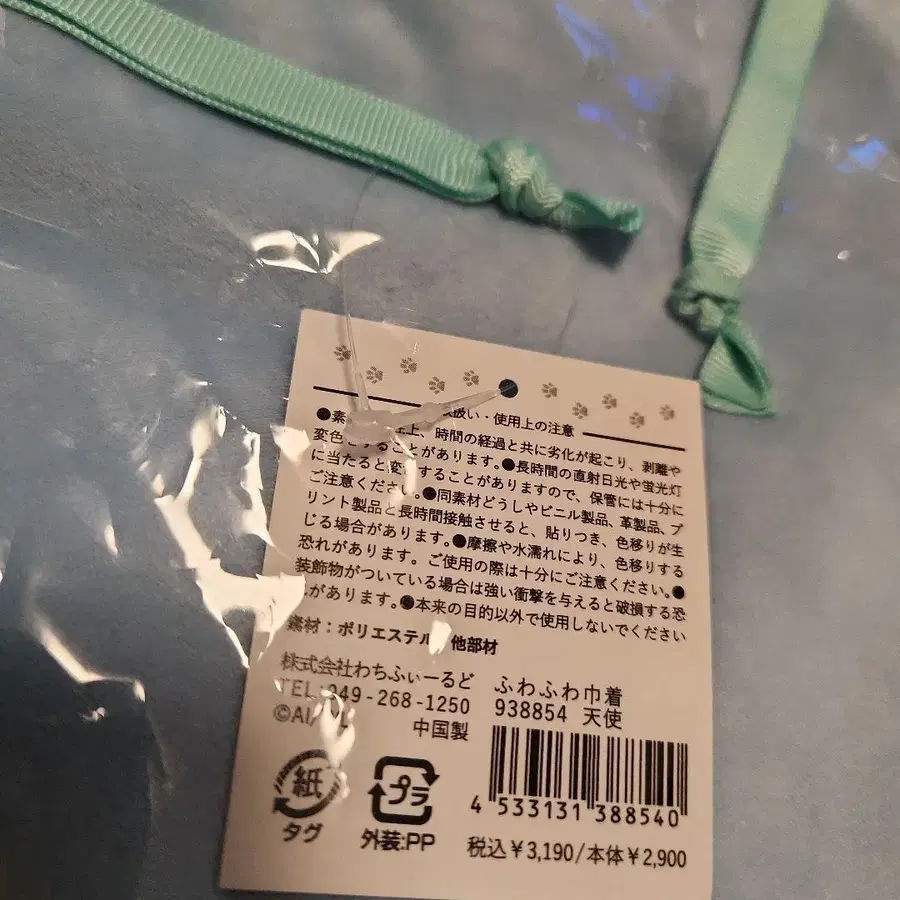 扱い・使用上の注意
●素 上、時間の経過と共に劣化が起こり、剥離や
変色 することがあります。●長時間の直射日光や蛍光灯
に当たると変 することがありますので、保管には十分に
ご注意ください。●同素材どうしやビニル製品、革製品、プ
リント製品と長時間接触させると、貼りつき、色移りが生
じる場合があります。●摩擦や水濡れにより、色移りする
恐れがあります。ご使用の際は十分にご注意ください。●
装飾物がついている場合は強い衝撃を与えると破損する恐
があります。●本来の目的以外で使用しないでください
素材：ポリエステル 他部材
株式会社わちふぃーるど
TEL:049-268-1250
中国製
ふわふわ巾着
938854 天使
4 533131 388540
紙
タグ
プラ
外装:PP
税込￥3,190/本体￥2,900